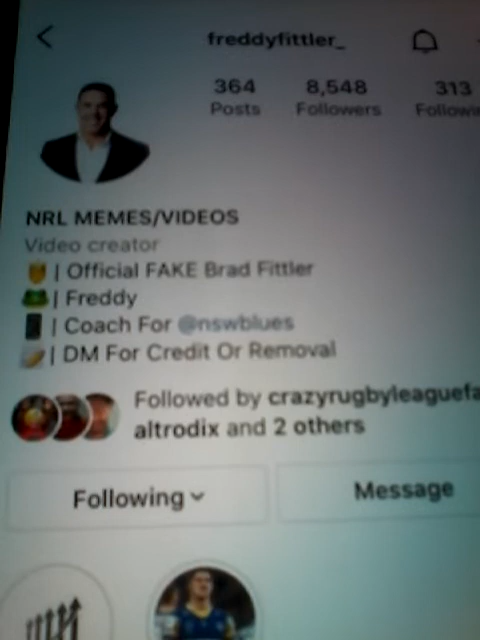 freddyfittler_
364 8,548 313
Posts Followers
NRL MEMES/VIDEOS
Video creator
| Official FAKE Brad Fittler
| Freddy
| Coach For @nswblues
| DM For Credit Or Removal
Followed by crazyrugbyleaguefa
altrodix and 2 others
Following Message